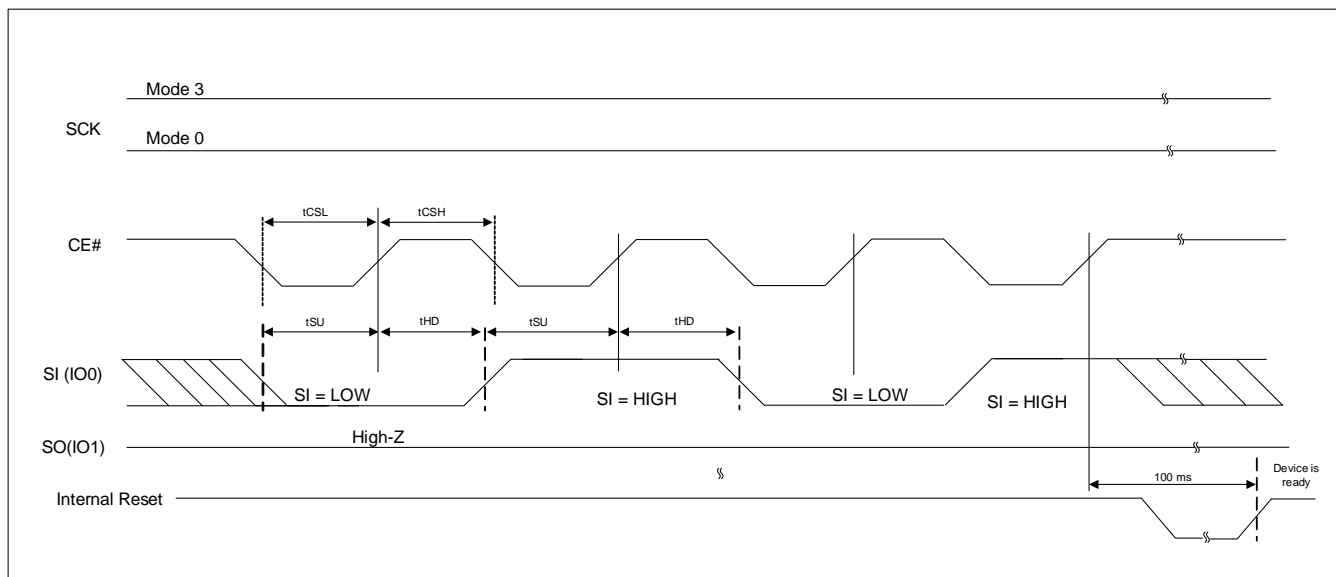 Mode 3
SCK
Mode 0
tCSL
tCSH
CE#
tSU
tHD
tSU
tHD
SI (IO0)
SI = LOW
SI = HIGH
SI = LOW
SI = HIGH
High-Z
SO(IO1)
100 ms
Device is
ready
Internal Reset